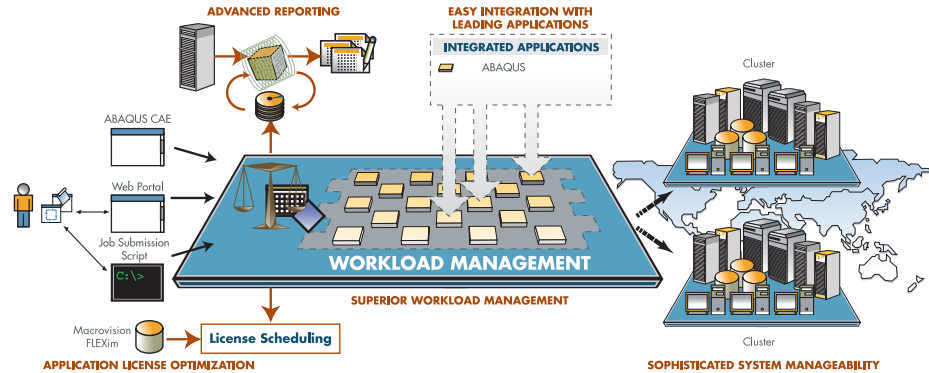 ADVANCED REPORTING
EASY INTEGRATION WITH
LEADING APPLICATIONS
INTEGRATED APPLICATIONS
ABAQUS
Cluster
ABAQUS CAE
Web Portal
Job Submission
Script
C:\>
WORKLOAD MANAGEMENT
SUPERIOR WORKLOAD MANAGEMENT
Macrovision
FLEXim
License Scheduling
APPLICATION LICENSE OPTIMIZATION
Cluster
SOPHISTICATED SYSTEM MANAGEABILITY